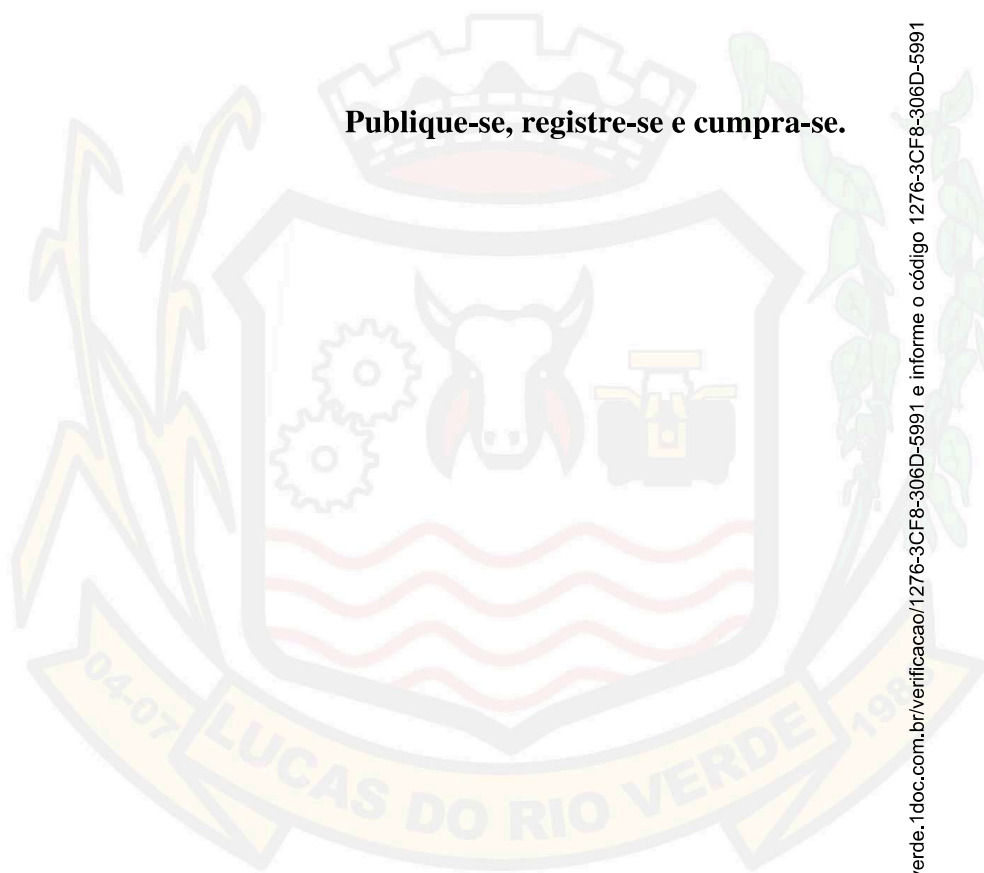 Publique-se, registre-se e cumpra-se.
04-07
LUCAS DO RIO VERDE
198
verde.1doc.com.br/verificacao/1276-3CF8-306D-5991 e informe o código 1276-3CF8-306D-5991